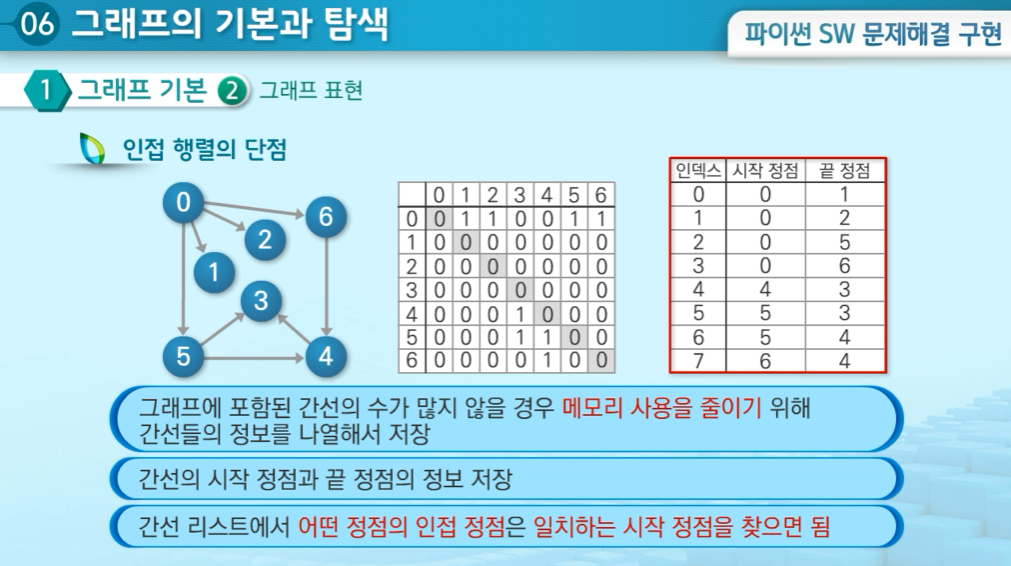 06 그래프의 기본과 탐색
파이썬 SW 문제해결 구현
1 그래프 기본 2 그래프 표현
인접 행렬의 단점
0
6
2
1
3
5
4
0 1 2 3 4 5 6
0 0 1 1 0 0 1 1
1 0 0 0 0 0 0 0
2 0 0 0 0 0 0 0
3 0 0 0 0 0 0 0
4 0 0 0 1 0 0 0
5 0 0 0 1 1 0 0
6 0 0 0 0 1 0 0
인덱스 시작 정점 끝 정점
0 0 1
1 0 2
2 0 5
3 0 6
4 4 3
5 5 3
6 5 4
7 6 4
그래프에 포함된 간선의 수가 많지 않을 경우 메모리 사용을 줄이기 위해
간선들의 정보를 나열해서 저장
간선의 시작 정점과 끝 정점의 정보 저장
간선 리스트에서 어떤 정점의 인접 정점은 일치하는 시작 정점을 찾으면 됨